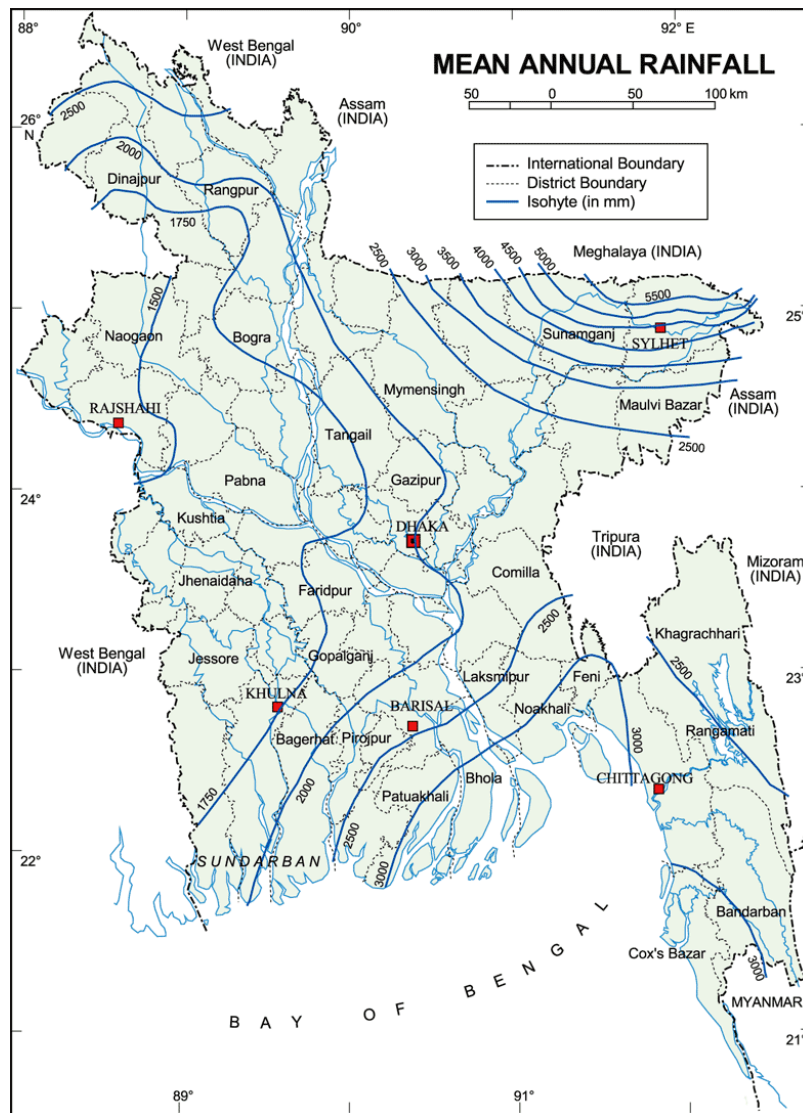 88°
90°
92° E
West Bengal
(INDIA)
MEAN ANNUAL RAINFALL
50 0 50 100 km
Assam
(INDIA)
2500
26°
N
International Boundary
District Boundary
Isohyte (in mm)
2000
Dinajpur
Rangpur
1750
Meghalaya (INDIA)
2500
3000
3500
4000
4500
5000
5500
1500
25°
Naogaon
Bogra
Sunamganj
SYLHET
Mymensingh
Assam
(INDIA)
Maulvi Bazar
RAJSHAHI
Tangail
2500
Pabna
Gazipur
24°
Kushtia
DHAKA
Tripura
(INDIA)
Mizoram
(INDIA)
Comilla
Jhenaidaha
Faridpur
2500
Khagrachhari
West Bengal
(INDIA)
Jessore
Gopalganj
Laksmipur
Feni
2500
23°
KHULNA
BARISAL
Noakhali
Rangamati
Bagerhat
Pirojpur
3000
Bhola
CHITTAGONG
1750
2000
Patuakhali
2500
3000
22°
SUNDARBAN
Bandarban
Cox's Bazar
3000
BAY OF BENGAL
MYANMAR
21°
89°
91°